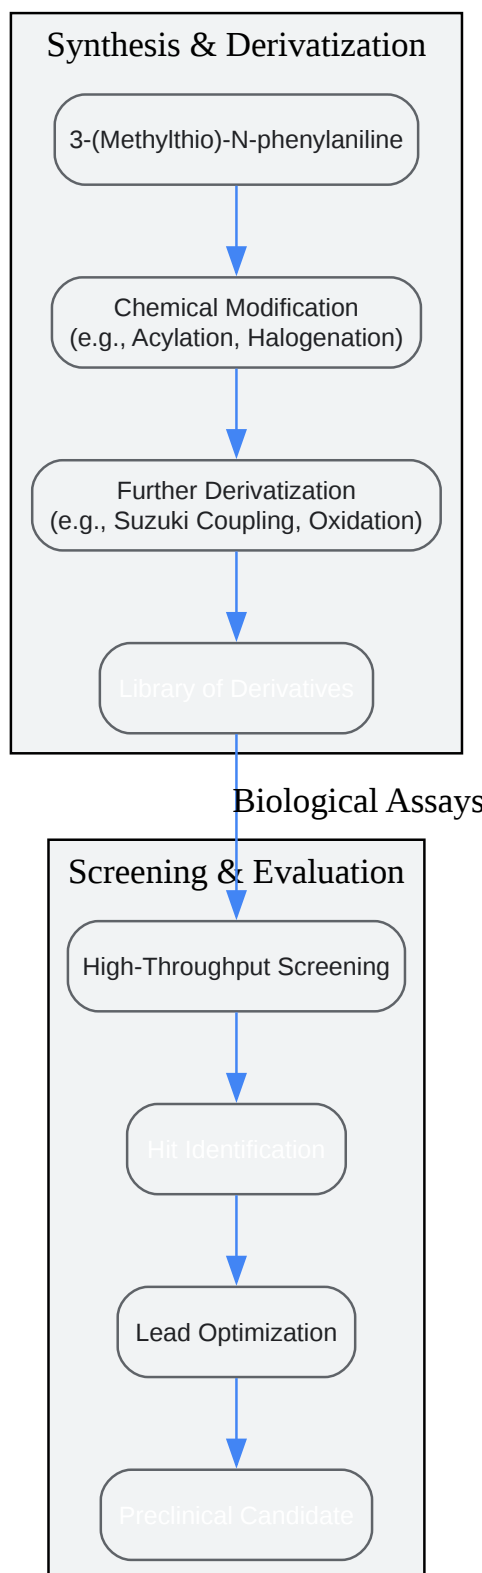 Synthesis & Derivatization
3-(Methylthio)-N-phenylaniline
Chemical Modification
(e.g., Acylation, Halogenation)
Further Derivatization
(e.g., Suzuki Coupling, Oxidation)
Library of Derivatives
Biological Assays
Screening & Evaluation
High-Throughput Screening
Hit Identification
Lead Optimization
Preclinical Candidate